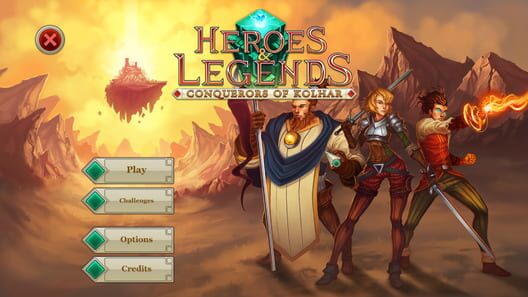 HEROES
&
LEGENDS
CONQUERORS OF KOLHAR
Play
Challenges
Options
Credits